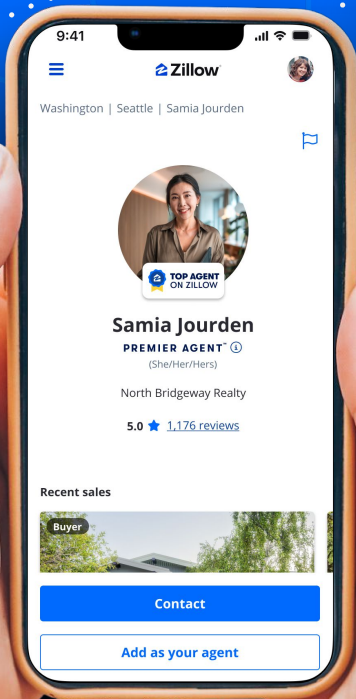 9:41
Zillow
Washington | Seattle | Samia Jourden
TOP AGENT
ON ZILLOW
Samia Jourden
PREMIER AGENT™
(She/Her/Hers)
North Bridgeway Realty
5.0 1,176 reviews
Recent sales
Buyer
Contact
Add as your agent